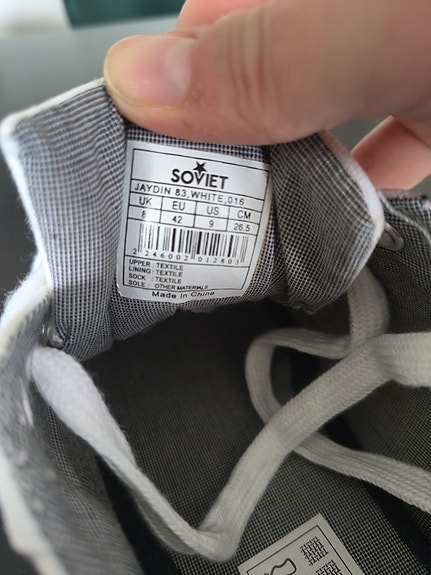 SOVIET
JAYDIN 83,WHITE,016
UK EU US CM
8 42 9 26.5
2 246002 012803
UPPER : TEXTILE
LINING : TEXTILE
SOCK : TEXTILE
SOLE : OTHER MATERIALS
Made in China